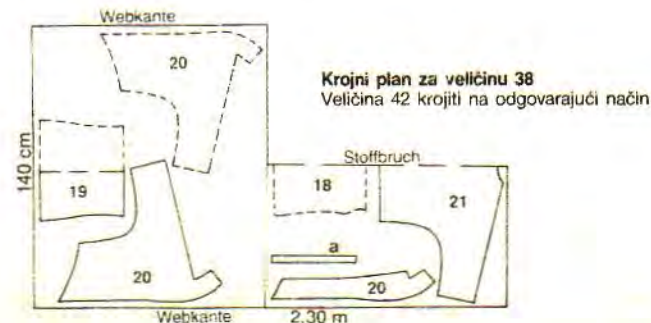 Webkante
20
Krojni plan za veličinu 38
Veličina 42 krojiti na odgovarajući način
140 cm
Stoffbruch
19
18
21
a
20
20
Webkante
2,30 m